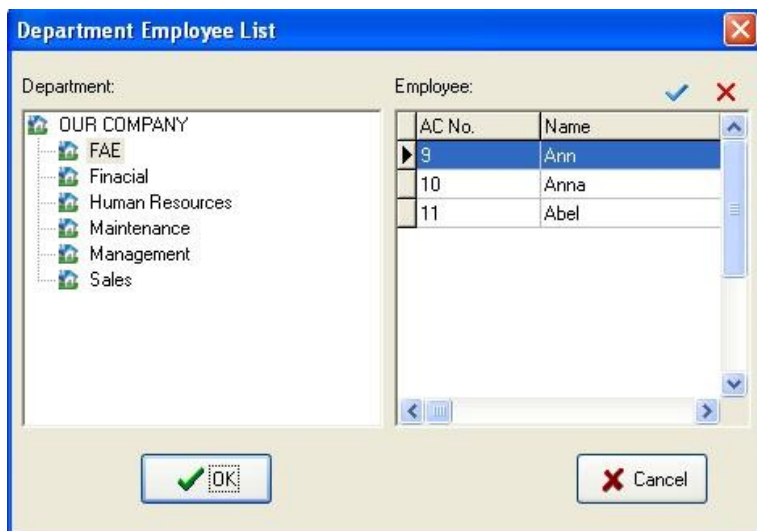 Department Employee List
Department:
OUR COMPANY
FAE
Finacial
Human Resources
Maintenance
Management
Sales
Employee:
AC No. Name
9 Ann
10 Anna
11 Abel
OK
Cancel